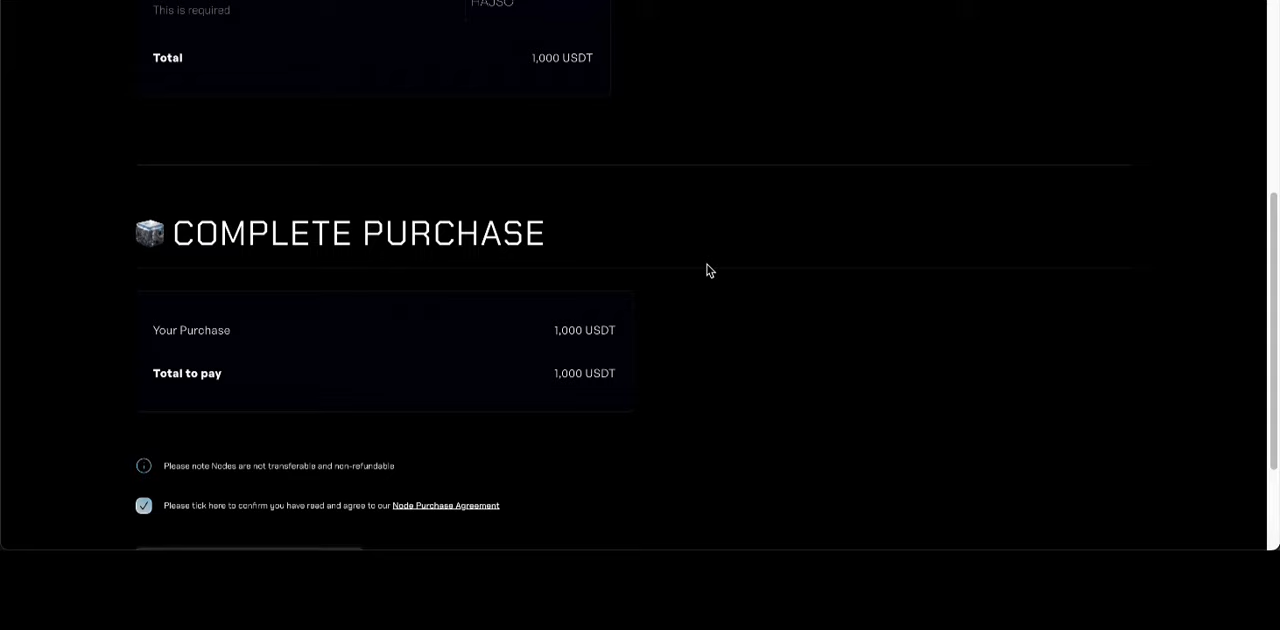 This is required
HAJSO
Total
1,000 USDT
COMPLETE PURCHASE
Your Purchase
1,000 USDT
Total to pay
1,000 USDT
Please note Nodes are not transferable and non-refundable
Please tick here to confirm you have read and agree to our Node Purchase Agreement